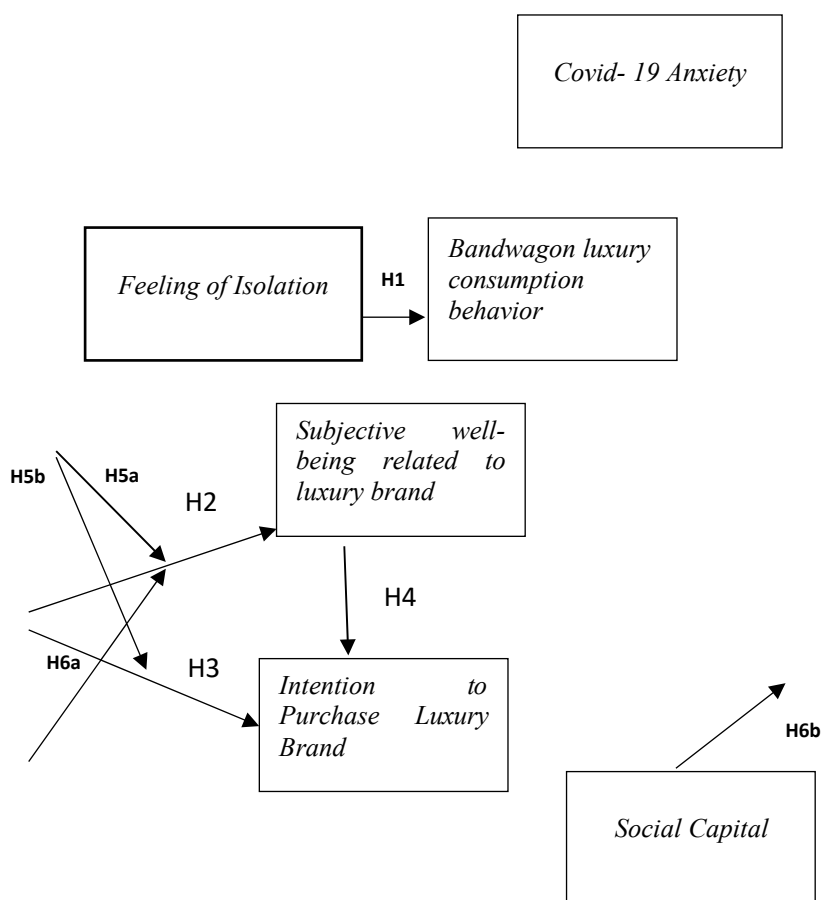 Covid- 19 Anxiety
Feeling of Isolation
H1
Bandwagon luxury
consumption
behavior
Subjective well-
being related to
luxury brand
H5b
H5a
H2
H4
H6a
H3
Intention to
Purchase Luxury
Brand
H6b
Social Capital